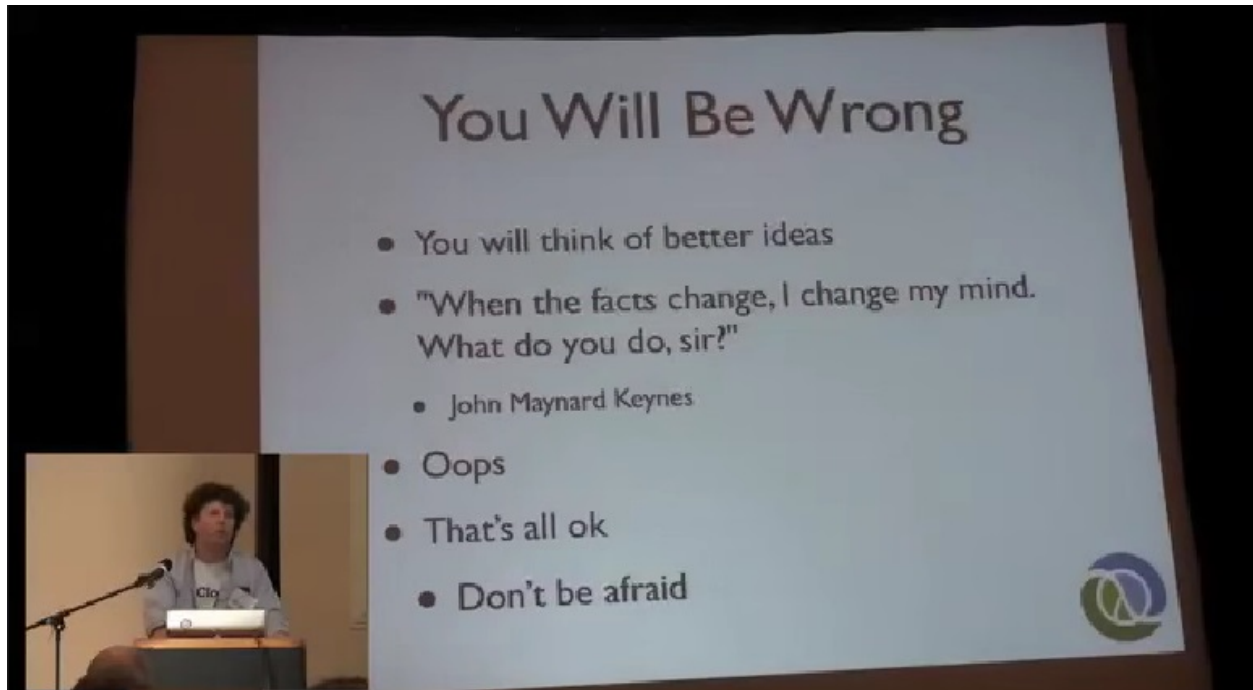 You Will Be Wrong
• You will think of better ideas
• "When the facts change, I change my mind.
What do you do, sir?"
• John Maynard Keynes
• Oops
• That's all ok
• Don't be afraid
Clo